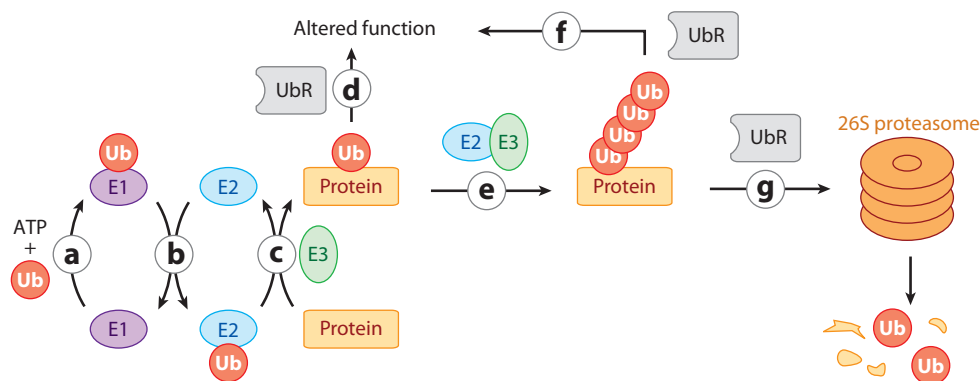 Altered function
f
UbR
UbR
d
Ub
Ub
Ub
Ub
UbR
26S proteasome
Ub
E1
E2
Ub
Protein
E2
E3
e
Protein
g
ATP
+
Ub
a
b
c
E3
E1
E2
Ub
Protein
Ub
Ub